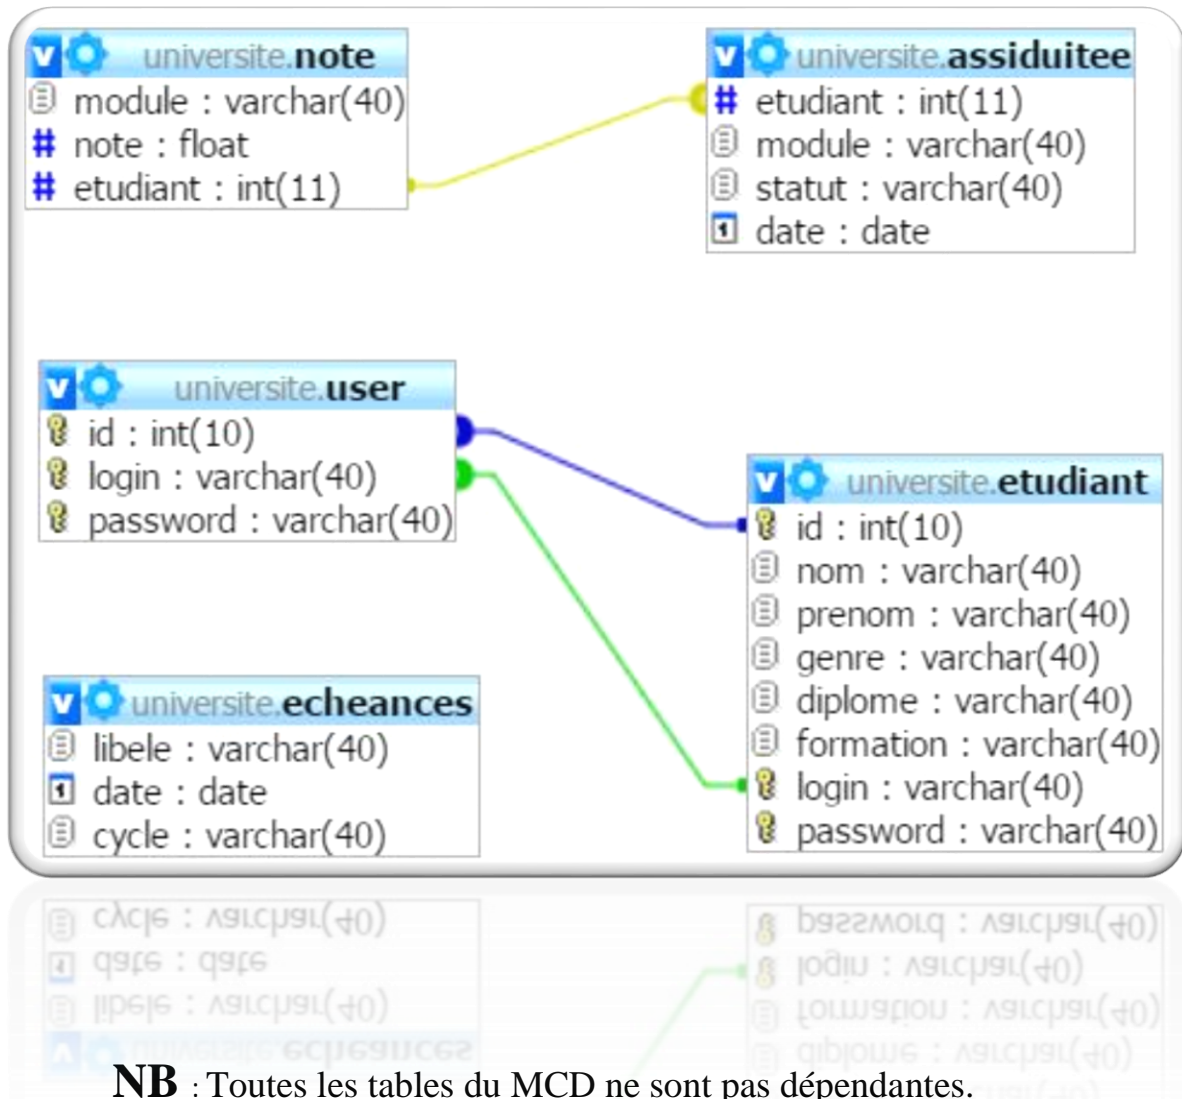 universite.note
module : varchar(40)
note : float
etudiant : int(11)
universite.assiduitee
etudiant : int(11)
module : varchar(40)
statut : varchar(40)
date : date
universite.user
id : int(10)
login : varchar(40)
password : varchar(40)
universite.etudiant
id : int(10)
nom : varchar(40)
prenom : varchar(40)
genre : varchar(40)
diplome : varchar(40)
formation : varchar(40)
login : varchar(40)
password : varchar(40)
universite.echeances
libele : varchar(40)
date : date
cycle : varchar(40)
NB : Toutes les tables du MCD ne sont pas dépendantes.